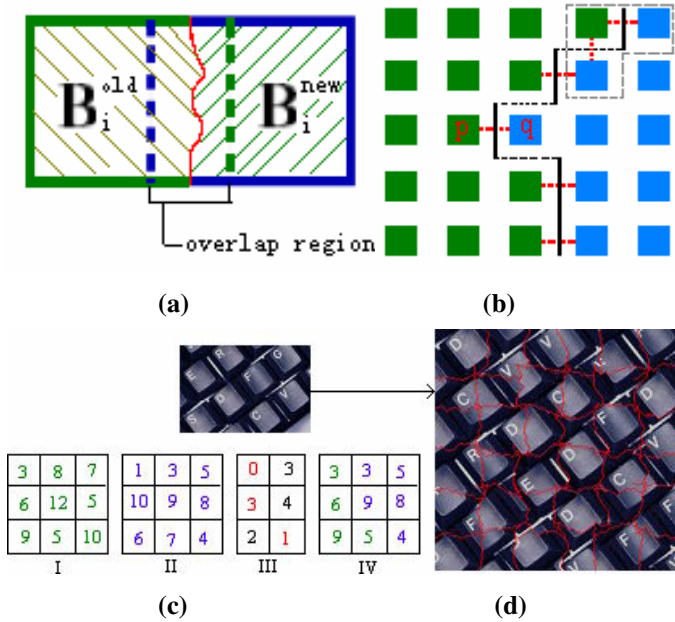 B_i^old B_i^new
overlap region
p q
(a) (b)
3 8 7
6 12 5
9 5 10
I
1 3 5
10 9 8
6 7 4
II
0 3
3 4
2 1
III
3 3 5
6 9 8
9 5 4
IV
(c) (d)